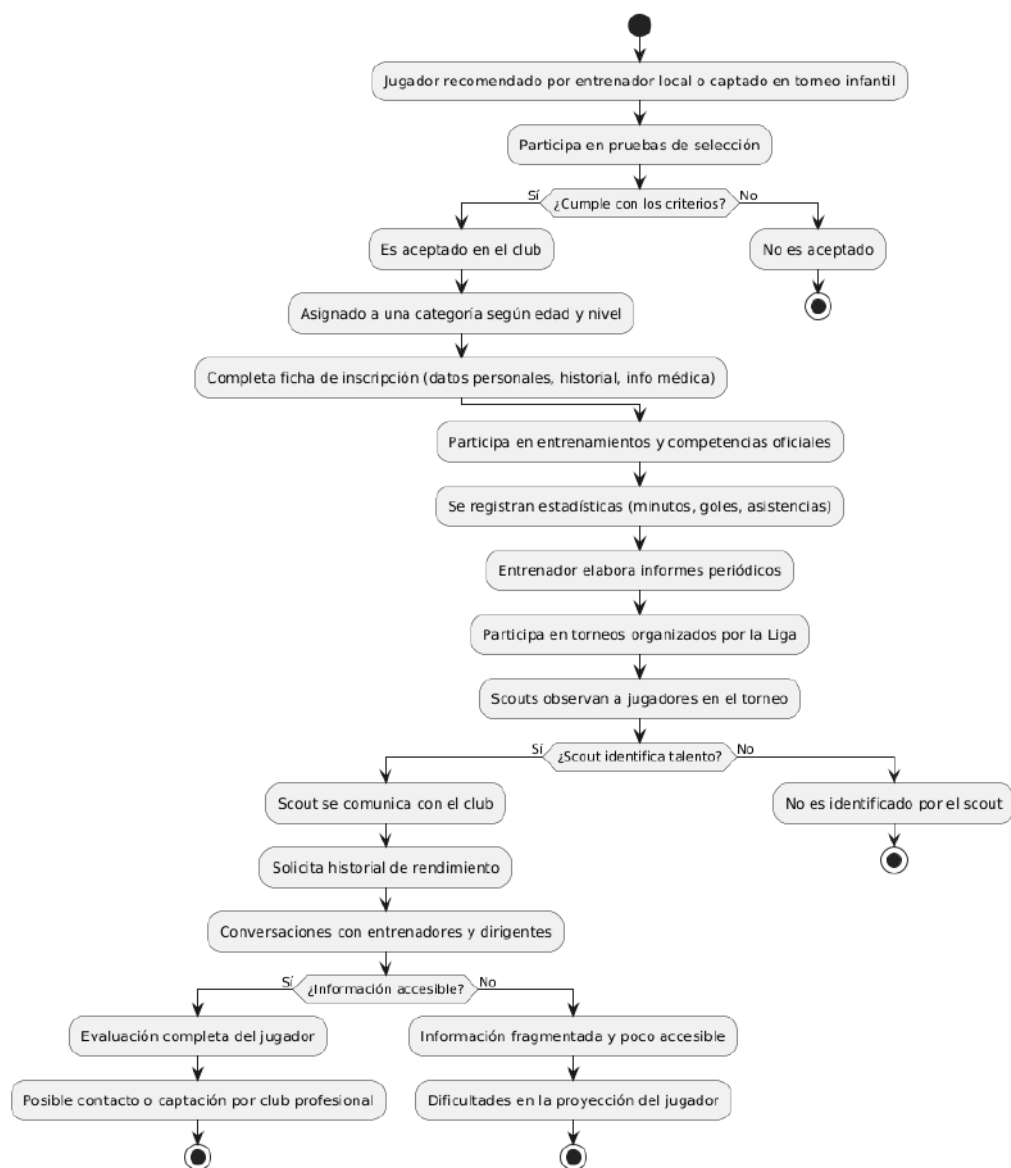 Jugador recomendado por entrenador local o captado en torneo infantil
Participa en pruebas de selección
Sí
¿Cumple con los criterios?
No
Es aceptado en el club
No es aceptado
Asignado a una categoría según edad y nivel
Completa ficha de inscripción (datos personales, historial, info médica)
Participa en entrenamientos y competencias oficiales
Se registran estadísticas (minutos, goles, asistencias)
Entrenador elabora informes periódicos
Participa en torneos organizados por la Liga
Scouts observan a jugadores en el torneo
Sí
¿Scout identifica talento?
No
Scout se comunica con el club
No es identificado por el scout
Solicita historial de rendimiento
Conversaciones con entrenadores y dirigentes
Sí
¿Información accesible?
No
Evaluación completa del jugador
Información fragmentada y poco accesible
Posible contacto o captación por club profesional
Dificultades en la proyección del jugador